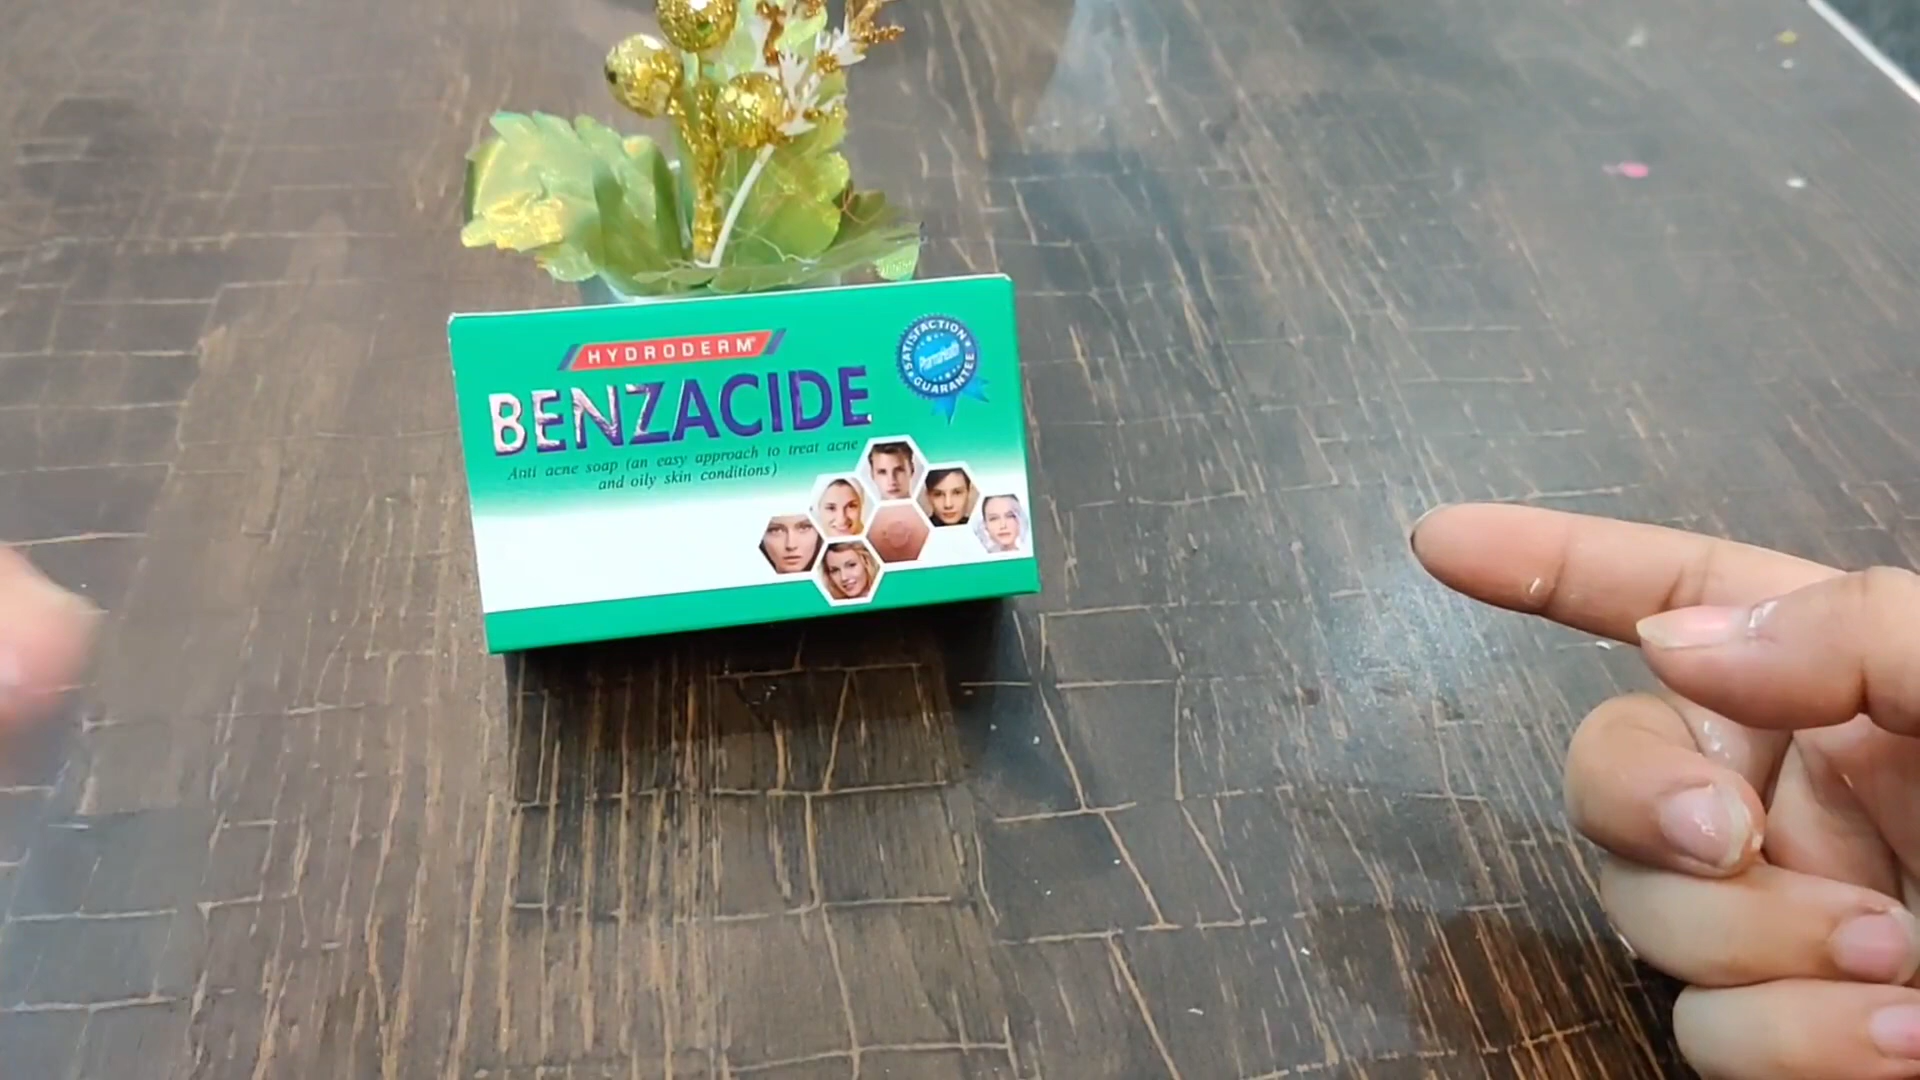 HYDRODERM
BENZACIDE
Anti acne soap (an easy approach to treat acne
and oily skin conditions)
SATISFACTION
GUARANTEE